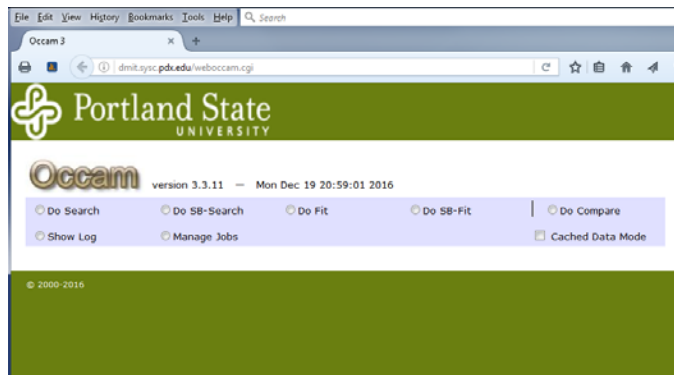 File Edit View History Bookmarks Tools Help Search
Occam 3
dmit.sysc.pdx.edu/weboccam.cgi
Portland State
UNIVERSITY
Occam version 3.3.11 — Mon Dec 19 20:59:01 2016
Do Search Do SB-Search Do Fit Do SB-Fit Do Compare
Show Log Manage Jobs Cached Data Mode
© 2000-2016